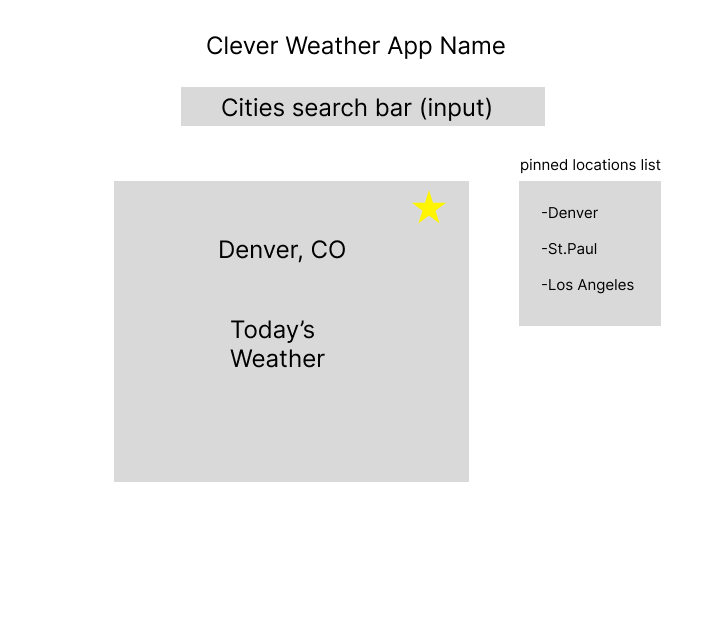 Clever Weather App Name
Cities search bar (input)
pinned locations list
Denver, CO
Today’s
Weather
-Denver
-St.Paul
-Los Angeles